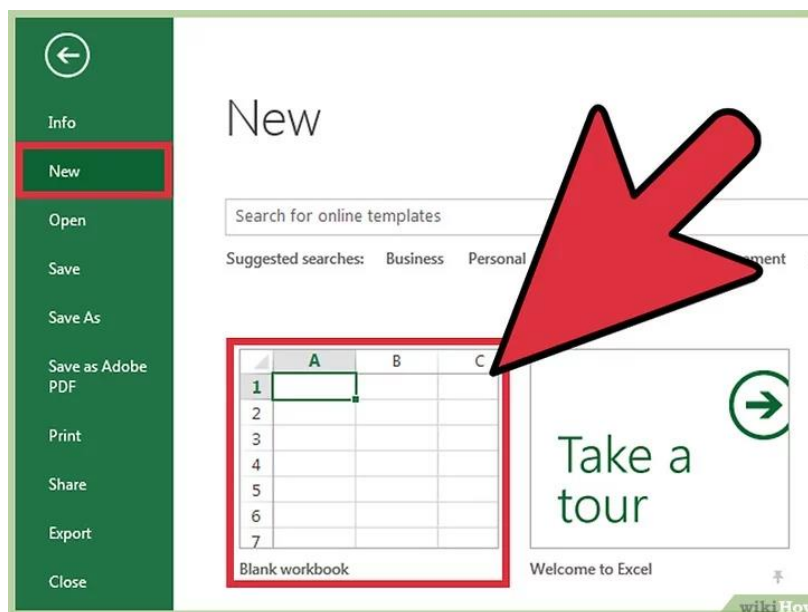 Info
New
Open
Save
Save As
Save as Adobe
PDF
Print
Share
Export
Close
New
Search for online templates
Suggested searches: Business Personal
A B C
1
2
3
4
5
6
7
Blank workbook
Take a
tour
Welcome to Excel